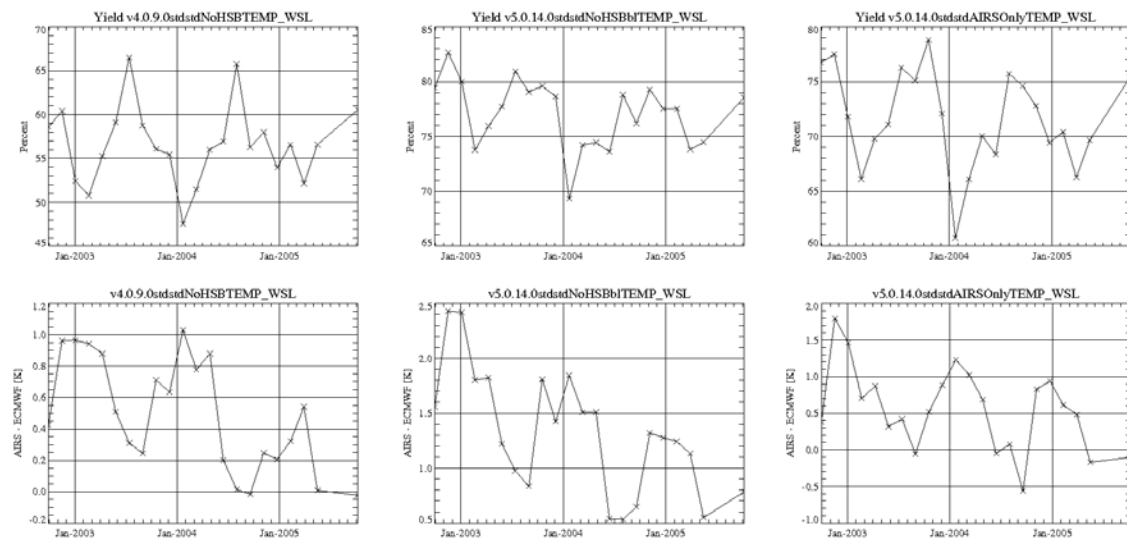 Yield v4.0.9.0stdstdNoHSBTEMP_WSL
70
65
60
55
50
45
Percent
Jan-2003 Jan-2004 Jan-2005
Yield v5.0.14.0stdstdNoHSBblTEMP_WSL
85
80
75
70
65
Percent
Jan-2003 Jan-2004 Jan-2005
Yield v5.0.14.0stdstdAIRSOnlyTEMP_WSL
80
75
70
65
60
Percent
Jan-2003 Jan-2004 Jan-2005
v4.0.9.0stdstdNoHSBTEMP_WSL
1.2
1.0
0.8
0.6
0.4
0.2
0.0
-0.2
AIRS - ECMWF [K]
Jan-2003 Jan-2004 Jan-2005
v5.0.14.0stdstdNoHSBblTEMP_WSL
2.5
2.0
1.5
1.0
0.5
AIRS - ECMWF [K]
Jan-2003 Jan-2004 Jan-2005
v5.0.14.0stdstdAIRSOnlyTEMP_WSL
2.0
1.5
1.0
0.5
0.0
-0.5
-1.0
AIRS - ECMWF [K]
Jan-2003 Jan-2004 Jan-2005